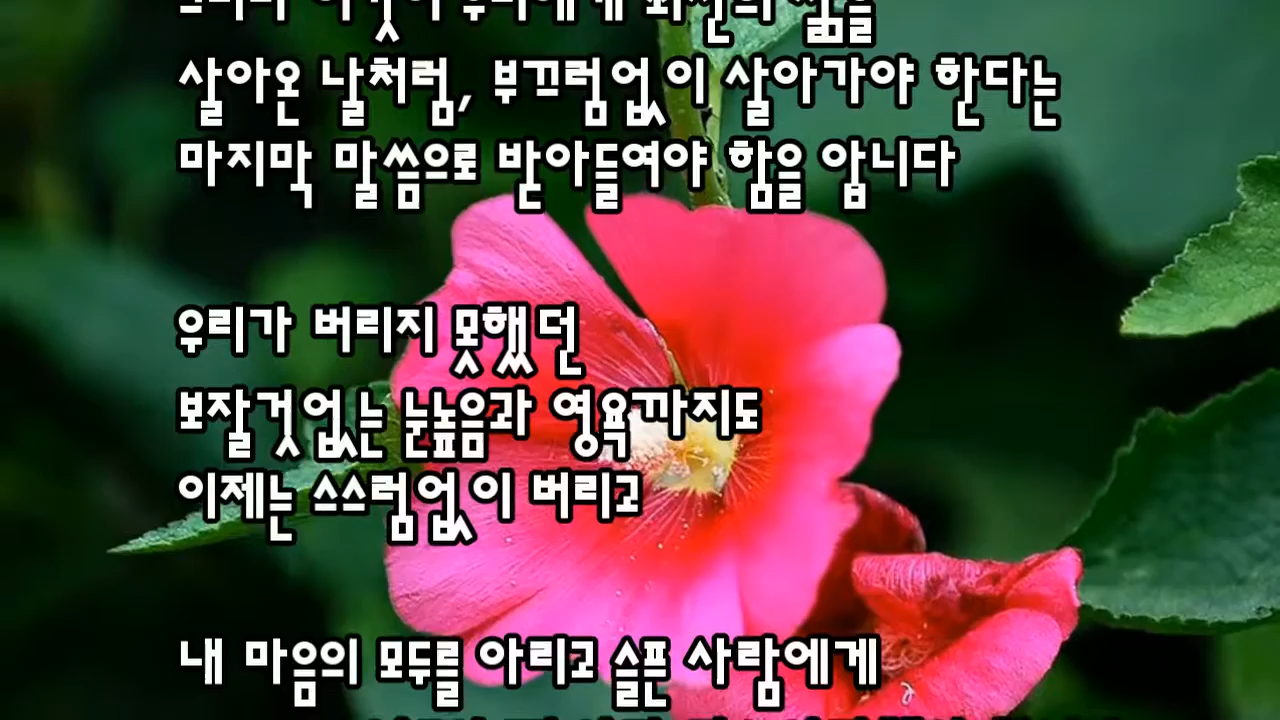 삶을
살아온 날처럼, 부끄럼없이 살아가야 한다는
마지막 말씀으로 받아들여야 함을 압니다
우리가 버리지 못했던
보잘것없는 눈높음과 영욕까지도
이제는 스스럼없이 버리고
내 마음의 모두를 아리고 슬픈 사람에게